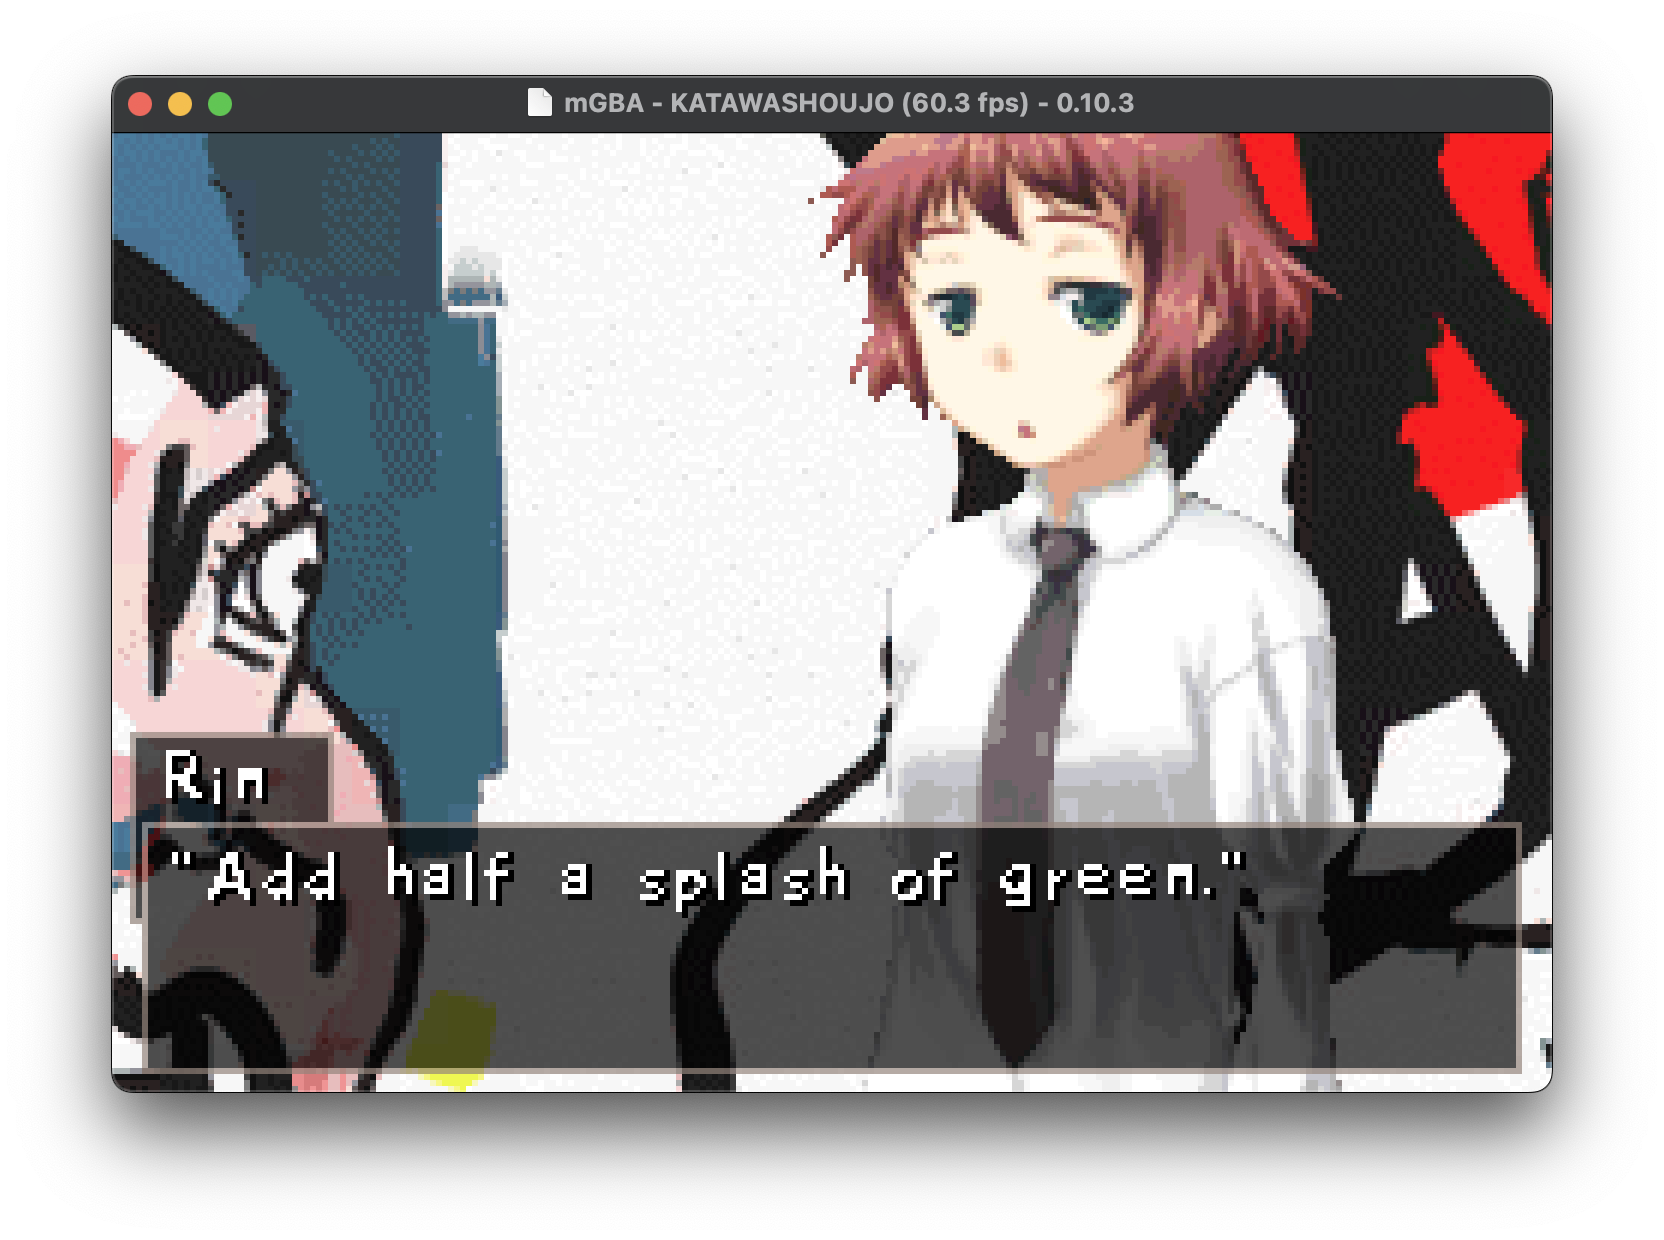 mGBA - KATAWASHOUJO (60.3 fps) - 0.10.3
Rin
"Add half a splash of green."